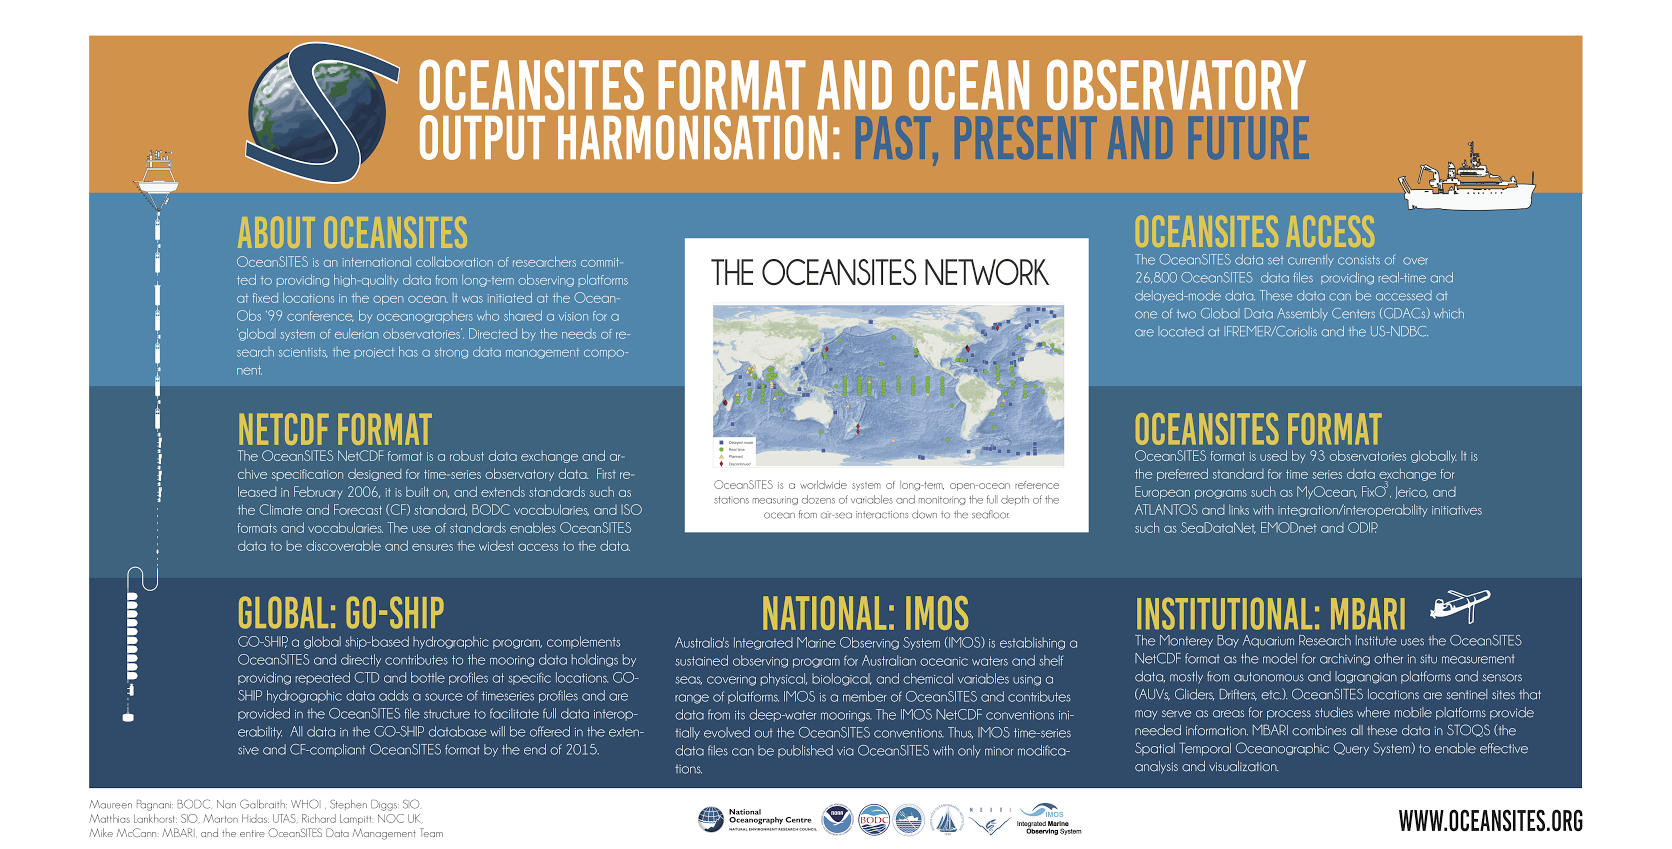 OCEANSITES FORMAT AND OCEAN OBSERVATORY
OUTPUT HARMONISATION: PAST, PRESENT AND FUTURE
ABOUT OCEANSITES
OceanSITES is an international collaboration of researchers commit-
ted to providing high-quality data from long-term observing platforms
at fixed locations in the open ocean. It was initiated at the Ocean-
Obs '99 conference, by oceanographers who shared a vision for a
'global system of eulerian observatories'. Directed by the needs of re-
search scientists, the project has a strong data management compo-
nent.
NETCDF FORMAT
The OceanSITES NetCDF format is a robust data exchange and ar-
chive specification designed for time-series observatory data. First re-
leased in February 2006, it is built on, and extends standards such as
the Climate and Forecast (CF) standard, BODC vocabularies, and ISO
formats and vocabularies. The use of standards enables OceanSITES
data to be discoverable and ensures the widest access to the data.
THE OCEANSITES NETWORK
Delayed mode
Real time
Planned
Discontinued
OceanSITES is a worldwide system of long-term, open-ocean reference
stations measuring dozens of variables and monitoring the full depth of the
ocean from air-sea interactions down to the seafloor.
OCEANSITES ACCESS
The OceanSITES data set currently consists of over
26,800 OceanSITES data files providing real-time and
delayed-mode data. These data can be accessed at
one of two Global Data Assembly Centers (GDACs) which
are located at IFREMER/Coriolis and the US-NDBC.
OCEANSITES FORMAT
OceanSITES format is used by 93 observatories globally. It is
the preferred standard for time series data exchange for
European programs such as MyOcean, FixO³, Jerico, and
ATLANTOS and links with integration/interoperability initiatives
such as SeaDataNet, EMODnet and ODIP.
GLOBAL: GO-SHIP
GO-SHIP, a global ship-based hydrographic program, complements
OceanSITES and directly contributes to the mooring data holdings by
providing repeated CTD and bottle profiles at specific locations. GO-
SHIP hydrographic data adds a source of timeseries profiles and are
provided in the OceanSITES file structure to facilitate full data interop-
erability. All data in the GO-SHIP database will be offered in the exten-
sive and CF-compliant OceanSITES format by the end of 2015.
NATIONAL: IMOS
Australia's Integrated Marine Observing System (IMOS) is establishing a
sustained observing program for Australian oceanic waters and shelf
seas, covering physical, biological, and chemical variables using a
range of platforms. IMOS is a member of OceanSITES and contributes
data from its deep-water moorings. The IMOS NetCDF conventions ini-
tially evolved out the OceanSITES conventions. Thus, IMOS time-series
data files can be published via OceanSITES with only minor modifica-
tions.
INSTITUTIONAL: MBARI
The Monterey Bay Aquarium Research Institute uses the OceanSITES
NetCDF format as the model for archiving other in situ measurement
data, mostly from autonomous and lagrangian platforms and sensors
(AUVs, Gliders, Drifters, etc.). OceanSITES locations are sentinel sites that
may serve as areas for process studies where mobile platforms provide
needed information. MBARI combines all these data in STOQS (the
Spatial Temporal Oceanographic Query System) to enable effective
analysis and visualization.
Maureen Pagnani: BODC, Nan Galbraith: WHOI , Stephen Diggs: SIO,
Matthias Lankhorst: SIO, Marton Hidas: UTAS, Richard Lampitt: NOC UK,
Mike McCann: MBARI, and the entire OceanSITES Data Management Team
National
Oceanography Centre
NATURAL ENVIRONMENT RESEARCH COUNCIL
NOAA
BODC
MBARI
IMOS
Integrated Marine
Observing System
WWW.OCEANSITES.ORG